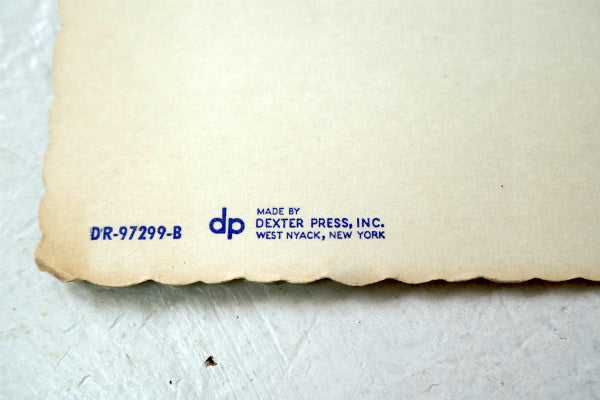 DR-97299-B
dp
MADE BY
DEXTER PRESS, INC.
WEST NYACK, NEW YORK